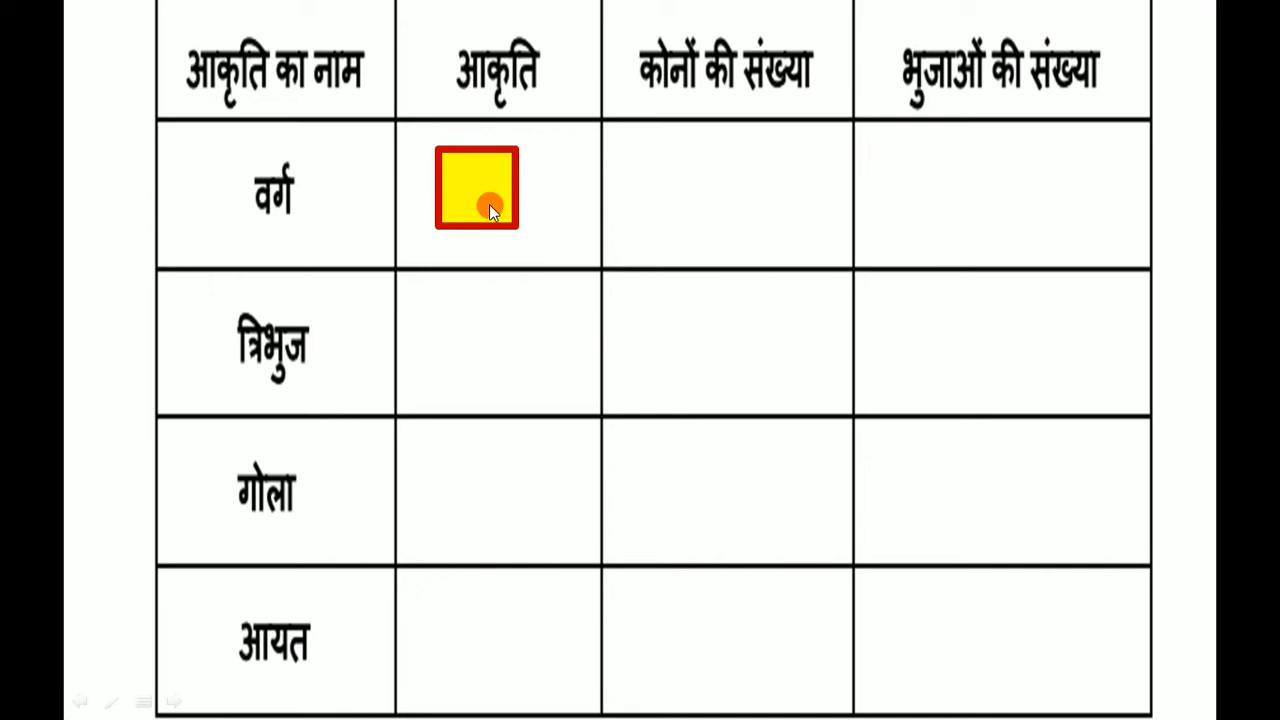 आकृति का नाम आकृति कोनों की संख्या भुजाओं की संख्या
वर्ग
त्रिभुज
गोला
आयत